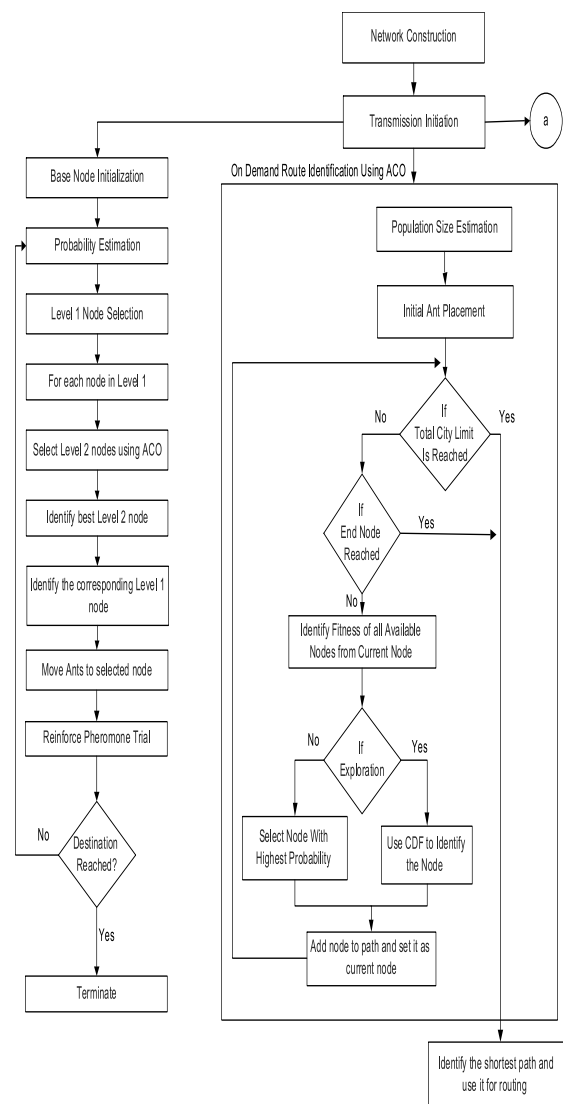 Network Construction
Transmission Initiation
a
On Demand Route Identification Using ACO
Base Node Initialization
Probability Estimation
Level 1 Node Selection
For each node in Level 1
Select Level 2 nodes using ACO
Identify best Level 2 node
Identify the corresponding Level 1
node
Move Ants to selected node
Reinforce Pheromone Trial
No
Destination
Reached?
Yes
Terminate
Population Size Estimation
Initial Ant Placement
No
If
Total City Limit
Is Reached
Yes
If
End Node
Reached
Yes
No
Identify Fitness of all Available
Nodes from Current Node
No
If
Exploration
Yes
Select Node With
Highest Probability
Use CDF to Identify
the Node
Add node to path and set it as
current node
Identify the shortest path and
use it for routing